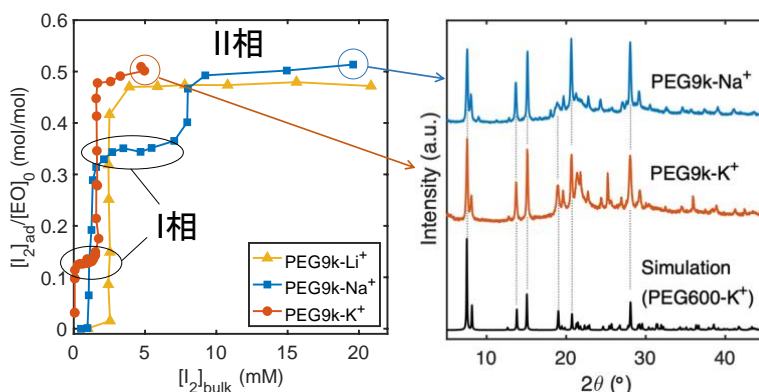 II相
I相
0.6
0.5
0.4
0.3
0.2
0.1
0
[I₂]ad/[EO]₀ (mol/mol)
PEG9k-Li⁺
PEG9k-Na⁺
PEG9k-K⁺
0 5 10 15 20
[I₂]bulk (mM)
Intensity (a.u.)
PEG9k-Na⁺
PEG9k-K⁺
Simulation
(PEG600-K⁺)
10 20 30 40
2θ (°)